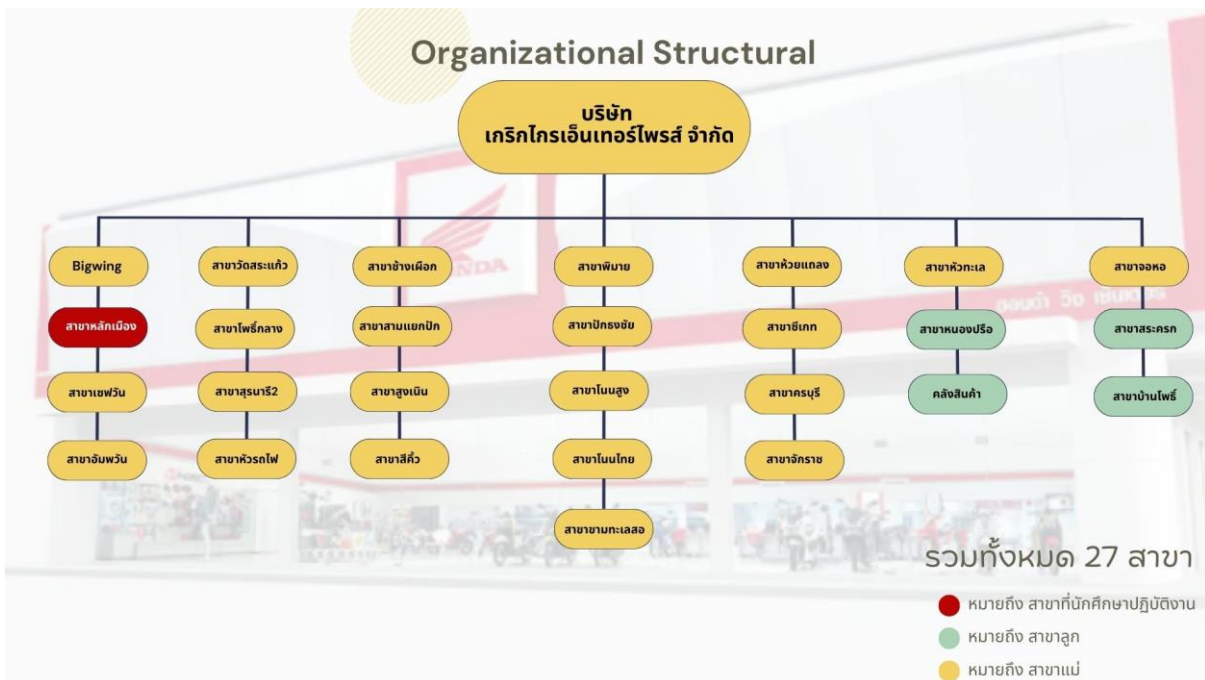 Organizational Structural
บริษัท
เกริกไกรเอ็นเทอร์ไพรส์ จำกัด
Bigwing
สาขาวัดสระแก้ว
สาขาช้างเผือก
สาขาพิมาย
สาขาห้วยแถลง
สาขาหัวทะเล
สาขาจอหอ
สาขาหลักเมือง
สาขาโพธิ์กลาง
สาขาสามแยกปัก
สาขาปักธงชัย
สาขาชีเกท
สาขาหนองปรือ
สาขาสระครก
สาขาเซฟวัน
สาขาสุรนารี2
สาขาสูงเนิน
สาขาโนนสูง
สาขาครบุรี
คลังสินค้า
สาขาบ้านโพธิ์
สาขาอัมพวัน
สาขาหัวรถไฟ
สาขาสีคิ้ว
สาขาโนนไทย
สาขาจักราช
สาขาขามทะเลสอ
HONDA
ฮอนด้า วิง เซ็นเตอร์
รวมทั้งหมด 27 สาขา
หมายถึง สาขาที่นักศึกษาปฎิบัติงาน
หมายถึง สาขาลูก
หมายถึง สาขาแม่